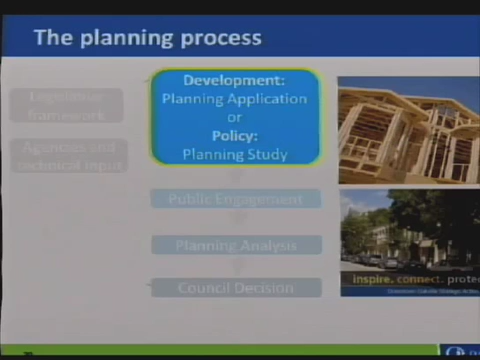 The planning process
Legislative
framework
Agencies and
technical input
Development:
Planning Application
or
Policy:
Planning Study
Public Engagement
Planning Analysis
Council Decision
inspire. connect. prote